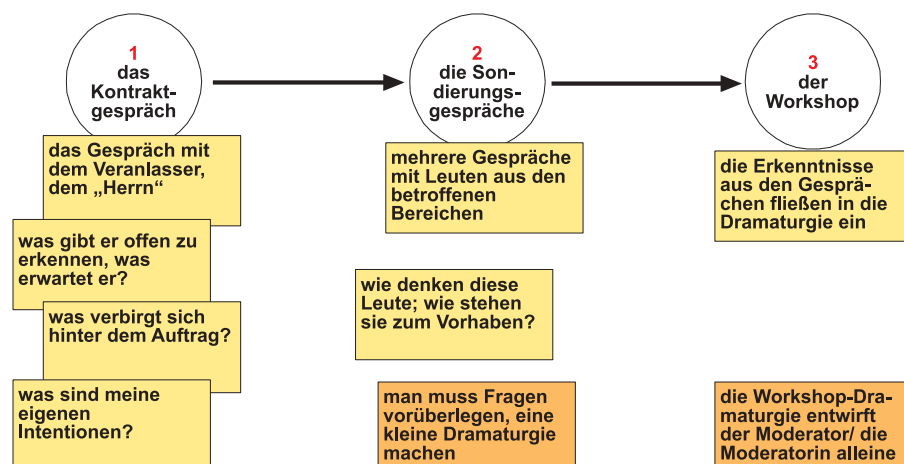 1
das
Kontrakt-
gespräch
2
die Son-
dierungs-
gespräche
3
der
Workshop
das Gespräch mit
dem Veranlasser,
dem „Herrn“
was gibt er offen zu
erkennen, was
erwartet er?
was verbirgt sich
hinter dem Auftrag?
was sind meine
eigenen
Intentionen?
mehrere Gespräche
mit Leuten aus den
betroffenen
Bereichen
wie denken diese
Leute; wie stehen
sie zum Vorhaben?
man muss Fragen
vorüberlegen, eine
kleine Dramaturgie
machen
die Erkenntnisse
aus den Gesprä-
chen fließen in die
Dramaturgie ein
die Workshop-Dra-
maturgie entwirft
der Moderator/ die
Moderatorin alleine